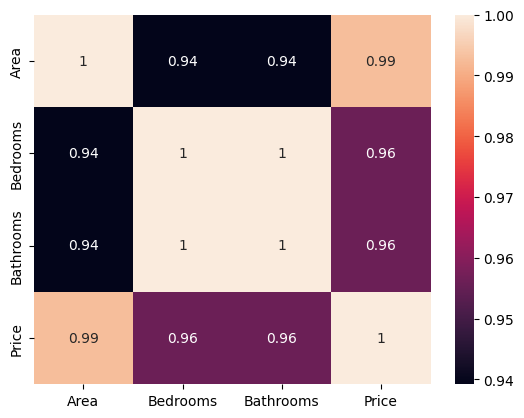 Area 1 0.94 0.94 0.99
Bedrooms 0.94 1 1 0.96
Bathrooms 0.94 1 1 0.96
Price 0.99 0.96 0.96 1
Area Bedrooms Bathrooms Price
1.00
0.99
0.98
0.97
0.96
0.95
0.94